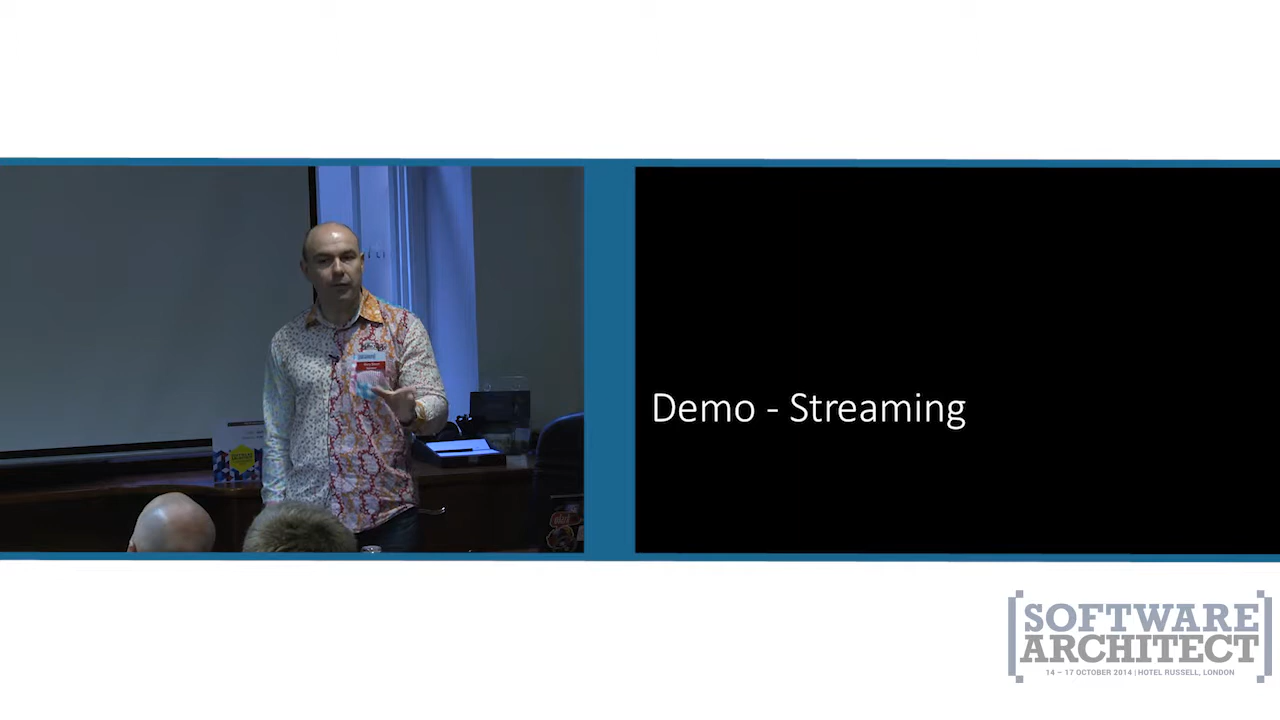 Demo - Streaming
[SOFTWARE
ARCHITECT]
14 – 17 OCTOBER 2014 | HOTEL RUSSELL, LONDON